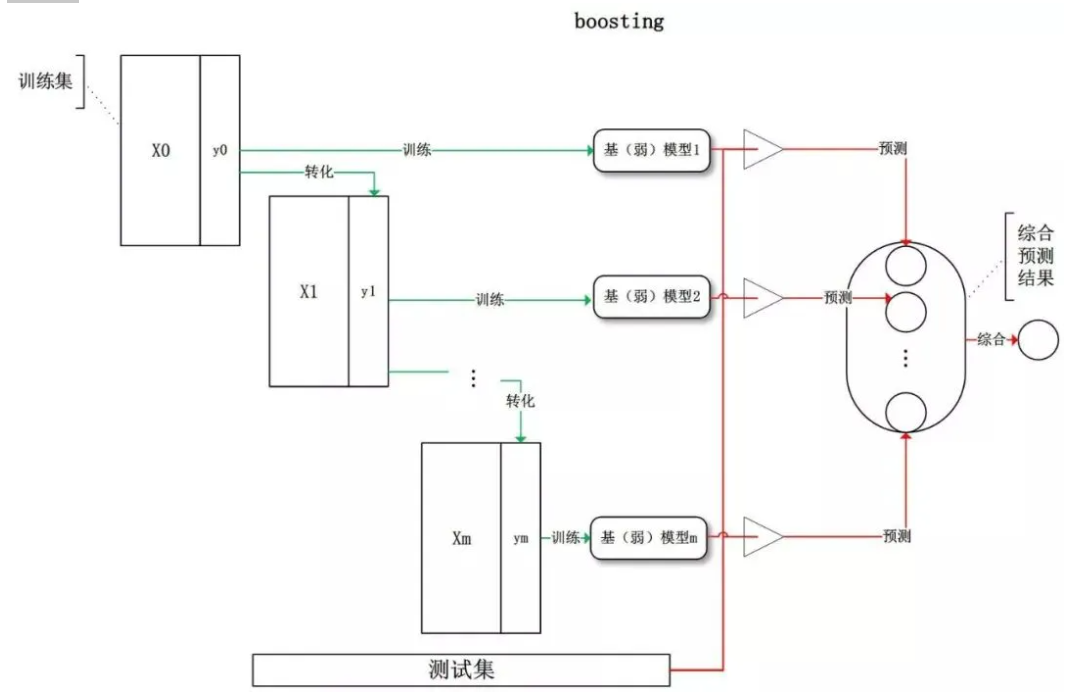 boosting
训练集
X0
y0
训练
基（弱）模型1
预测
转化
X1
y1
训练
基（弱）模型2
预测
综合
预测
结果
综合
⋮
⋮
转化
Xm
ym
训练
基（弱）模型m
预测
测试集